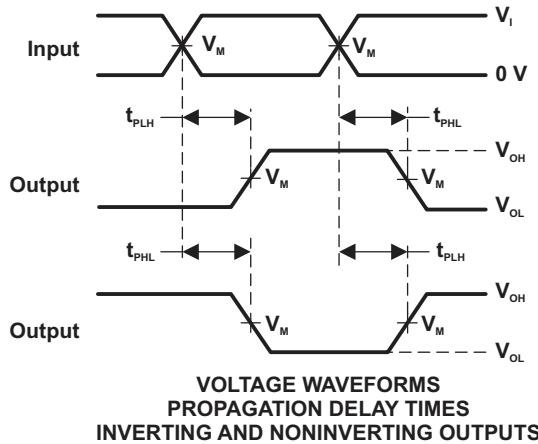 V_I
Input
V_M
V_M
0 V
t_PLH
t_PHL
V_OH
Output
V_M
V_M
V_OL
t_PHL
t_PLH
V_OH
Output
V_M
V_M
V_OL
VOLTAGE WAVEFORMS
PROPAGATION DELAY TIMES
INVERTING AND NONINVERTING OUTPUTS